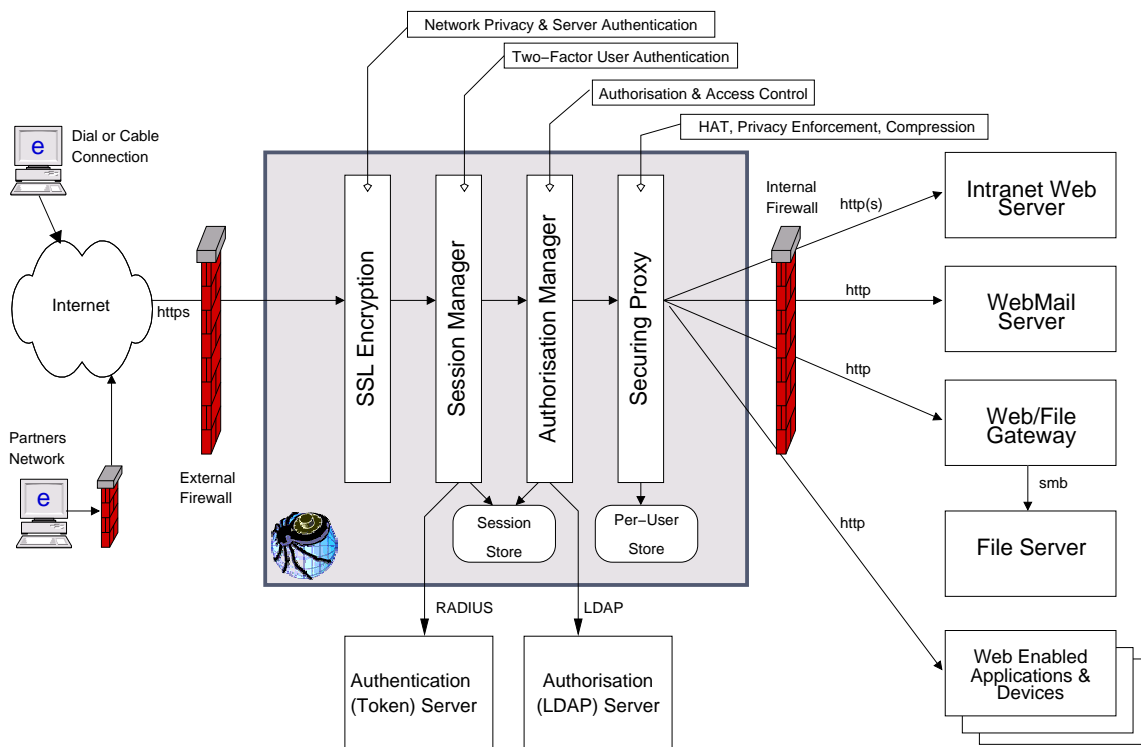 Network Privacy & Server Authentication
Two−Factor User Authentication
Authorisation & Access Control
HAT, Privacy Enforcement, Compression
e
Dial or Cable
Connection
Internet
https
Partners
Network
e
External
Firewall
SSL Encryption
Session Manager
Authorisation Manager
Securing Proxy
Session
Store
Per−User
Store
RADIUS
LDAP
Authentication
(Token) Server
Authorisation
(LDAP) Server
Internal
Firewall
http(s)
http
http
http
Intranet Web
Server
WebMail
Server
Web/File
Gateway
smb
File Server
Web Enabled
Applications &
Devices